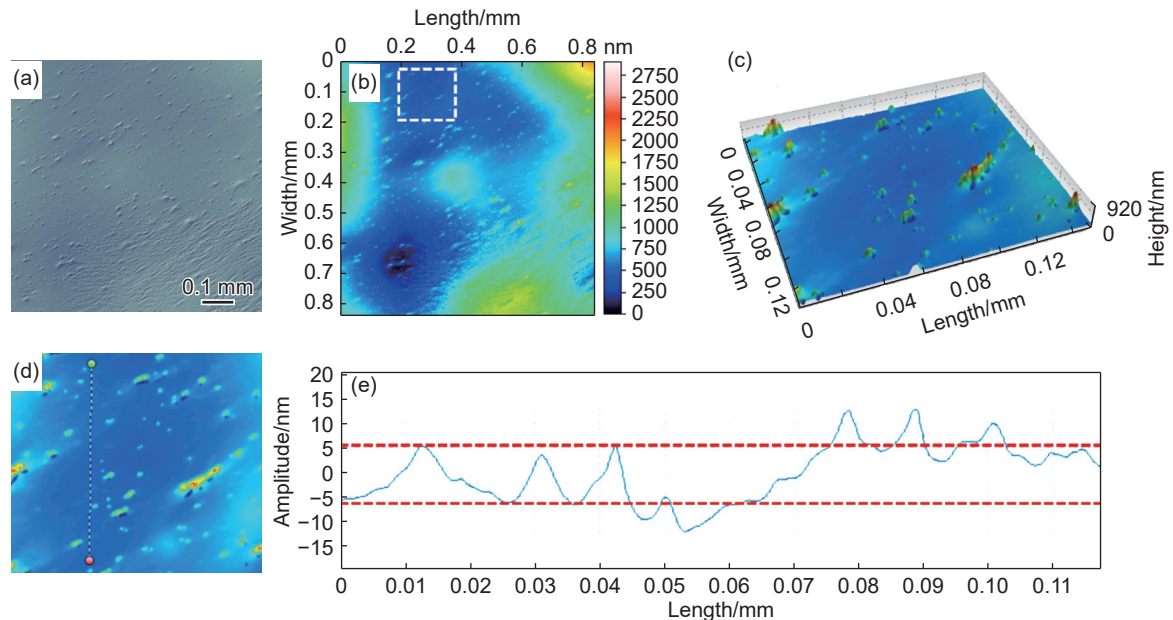 (a)
0.1 mm
Length/mm
0 0.2 0.4 0.6 0.8 nm
(b)
Width/mm
0
0.1
0.2
0.3
0.4
0.5
0.6
0.7
0.8
2750
2500
2250
2000
1750
1500
1250
1000
750
500
250
0
(c)
0
0.04
0.08
0.12
Width/mm
0
0.04
0.08
0.12
Length/mm
920
0
Height/nm
(d)
(e)
Amplitude/nm
20
15
10
5
0
−5
−10
−15
0 0.01 0.02 0.03 0.04 0.05 0.06 0.07 0.08 0.09 0.10 0.11
Length/mm